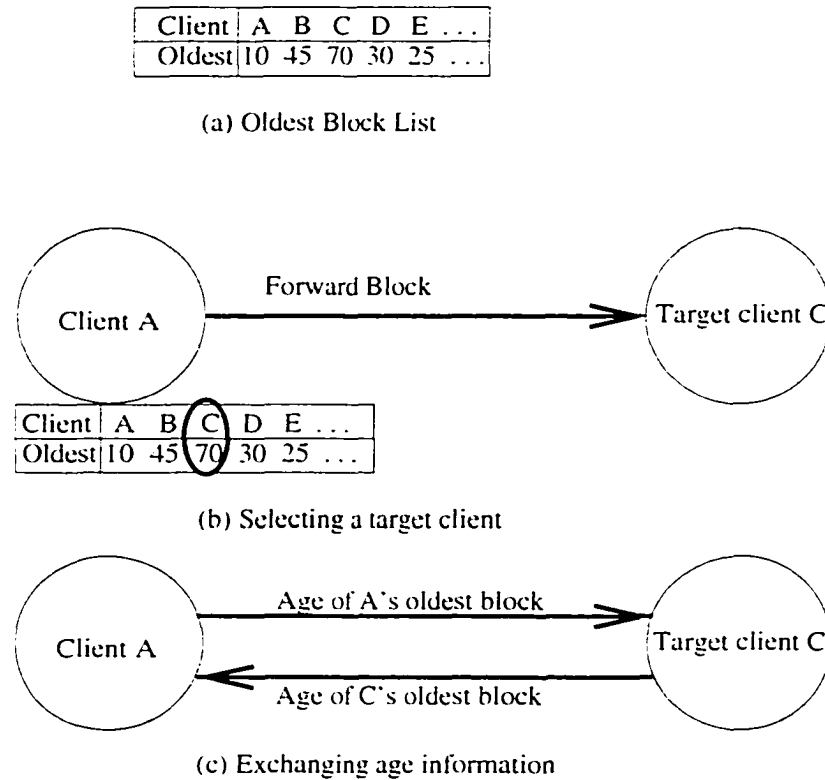 Client A B C D E ...
Oldest 10 45 70 30 25 ...
(a) Oldest Block List
Forward Block
Client A
Target client C
Client A B C D E ...
Oldest 10 45 70 30 25 ...
(b) Selecting a target client
Age of A's oldest block
Client A
Target client C
Age of C's oldest block
(c) Exchanging age information